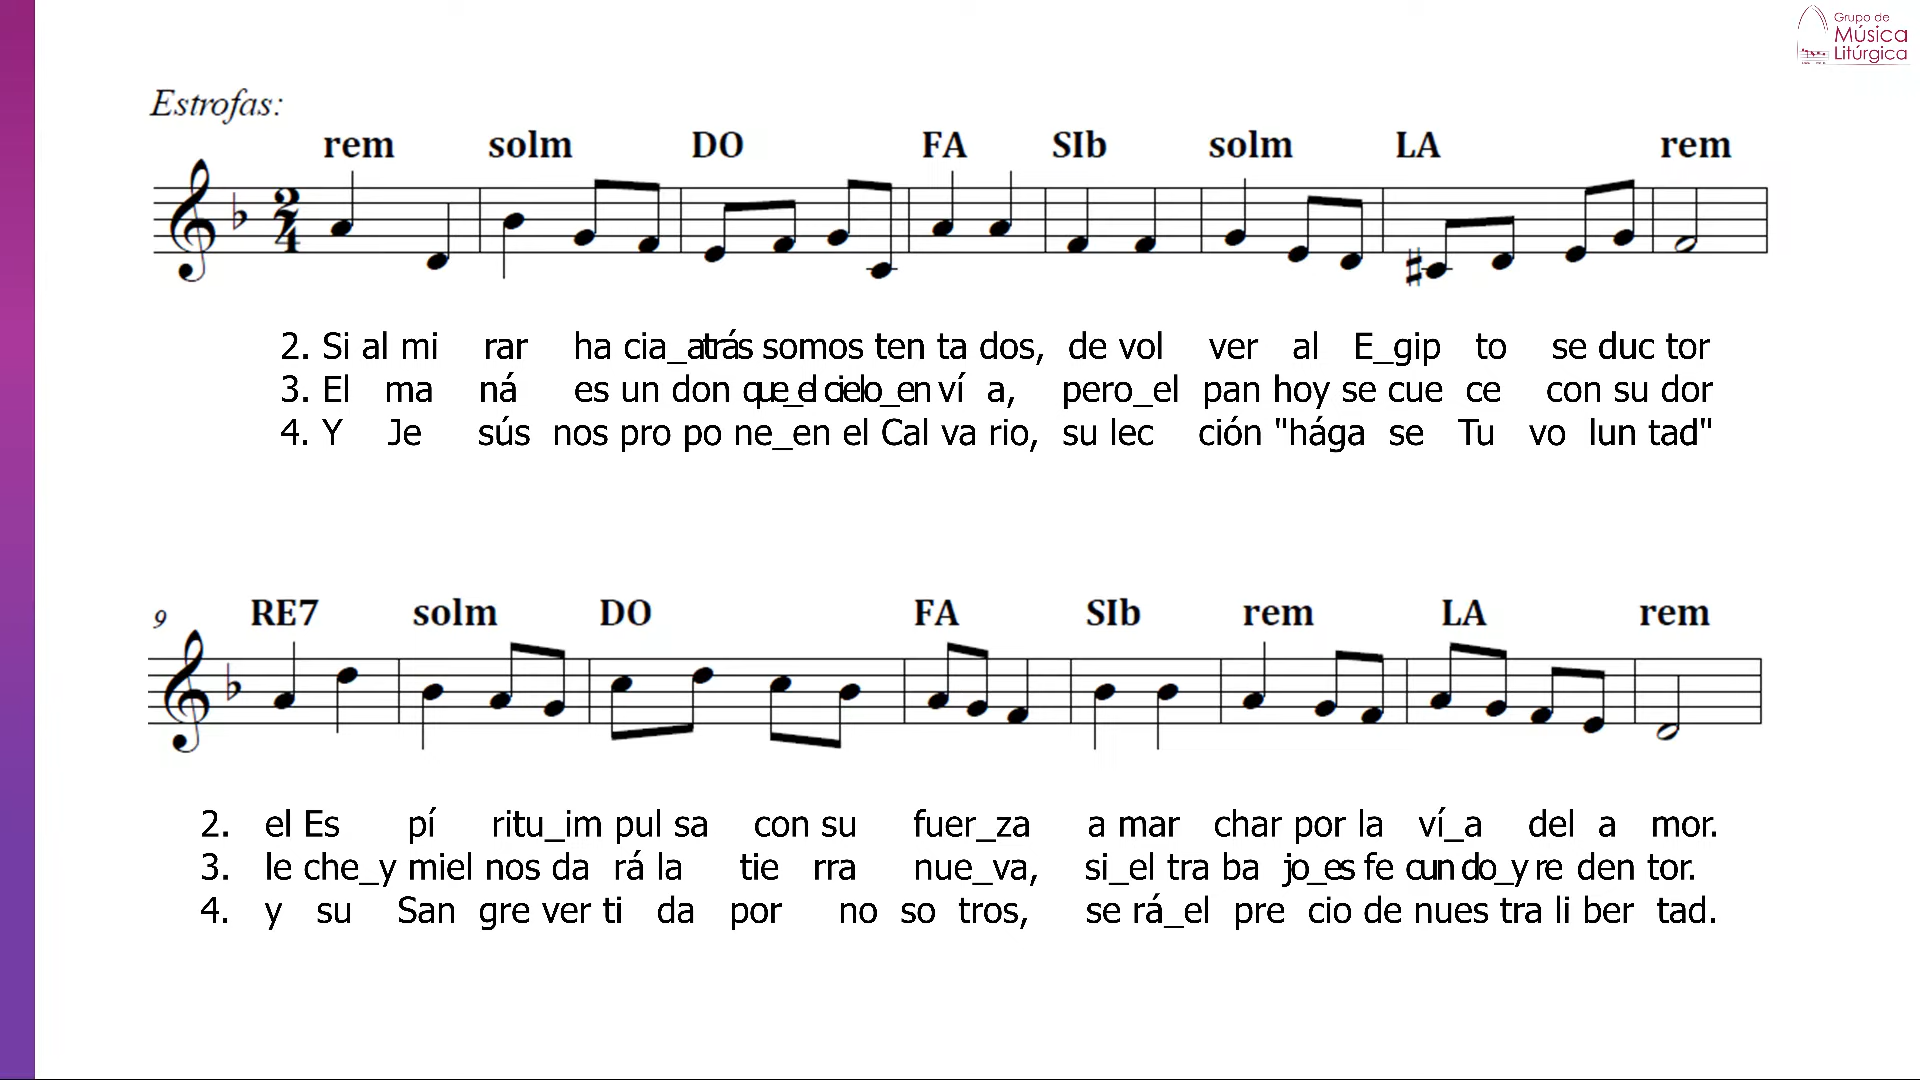 Grupo de
Música
Litúrgica
Estrofas:
rem solm DO FA SIb solm LA rem
2/4
2. Si al mi rar ha cia_atrás somos ten ta dos, de vol ver al E_gip to se duc tor
3. El ma ná es un don que_el cielo_en ví a, pero_el pan hoy se cue ce con su dor
4. Y Je sús nos pro po ne_en el Cal va rio, su lec ción "hága se Tu vo lun tad"
9 RE7 solm DO FA SIb rem LA rem
2. el Es pí ritu_im pul sa con su fuer_za a mar char por la ví_a del a mor.
3. le che_y miel nos da rá la tie rra nue_va, si_el tra ba jo_es fe cun do_y re den tor.
4. y su San gre ver ti da por no so tros, se rá_el pre cio de nues tra li ber tad.